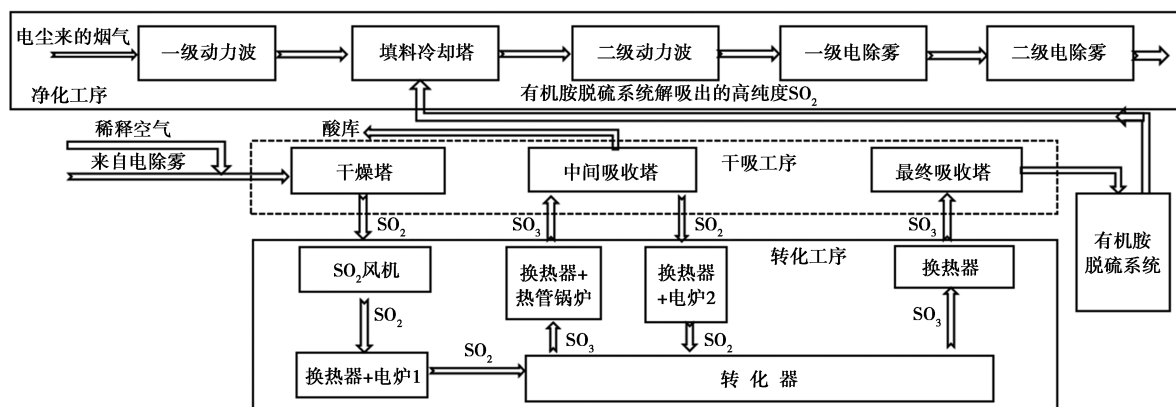 电尘来的烟气
一级动力波
填料冷却塔
二级动力波
一级电除雾
二级电除雾
净化工序
有机胺脱硫系统解吸出的高纯度SO₂
稀释空气
来自电除雾
酸库
干吸工序
干燥塔
中间吸收塔
最终吸收塔
SO₂
SO₃
SO₂
SO₃
有机胺
脱硫系统
转化工序
SO₂风机
换热器+
热管锅炉
换热器
+电炉2
换热器
SO₂
SO₃
SO₂
SO₃
换热器+电炉1
SO₂
转化器